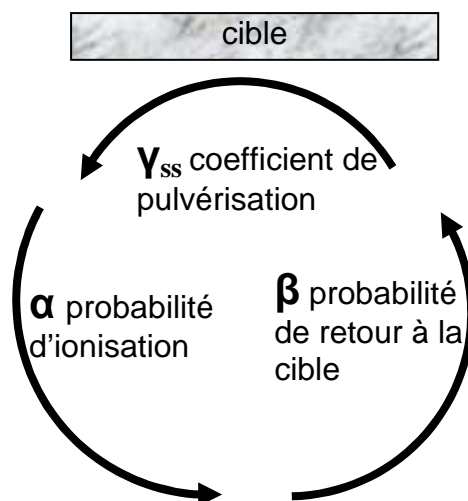 cible
γss coefficient de
pulvérisation
α probabilité
d'ionisation
β probabilité
de retour à la
cible